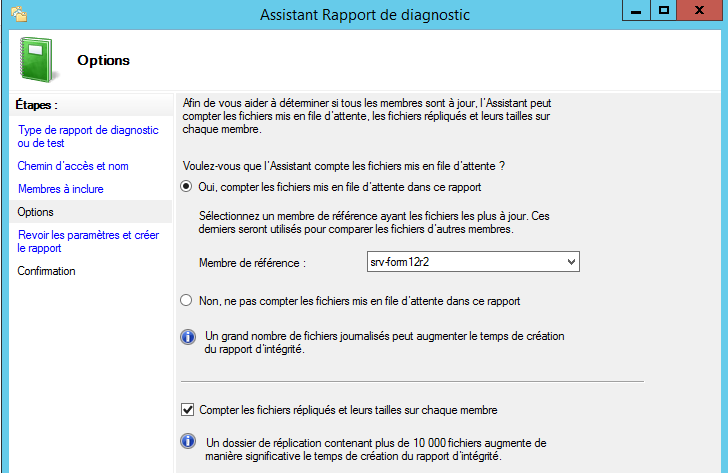 Assistant Rapport de diagnostic
Options
Étapes :
Type de rapport de diagnostic
ou de test
Chemin d'accès et nom
Membres à inclure
Options
Revoir les paramètres et créer
le rapport
Confirmation
Afin de vous aider à déterminer si tous les membres sont à jour, l'Assistant peut
compter les fichiers mis en file d'attente, les fichiers répliqués et leurs tailles sur
chaque membre.
Voulez-vous que l'Assistant compte les fichiers mis en file d'attente ?
Oui, compter les fichiers mis en file d'attente dans ce rapport
Sélectionnez un membre de référence ayant les fichiers les plus à jour. Ces
derniers seront utilisés pour comparer les fichiers d'autres membres.
Membre de référence :
srv-form12r2
Non, ne pas compter les fichiers mis en file d'attente dans ce rapport
Un grand nombre de fichiers journalisés peut augmenter le temps de création
du rapport d'intégrité.
Compter les fichiers répliqués et leurs tailles sur chaque membre
Un dossier de réplication contenant plus de 10 000 fichiers augmente de
manière significative le temps de création du rapport d'intégrité.